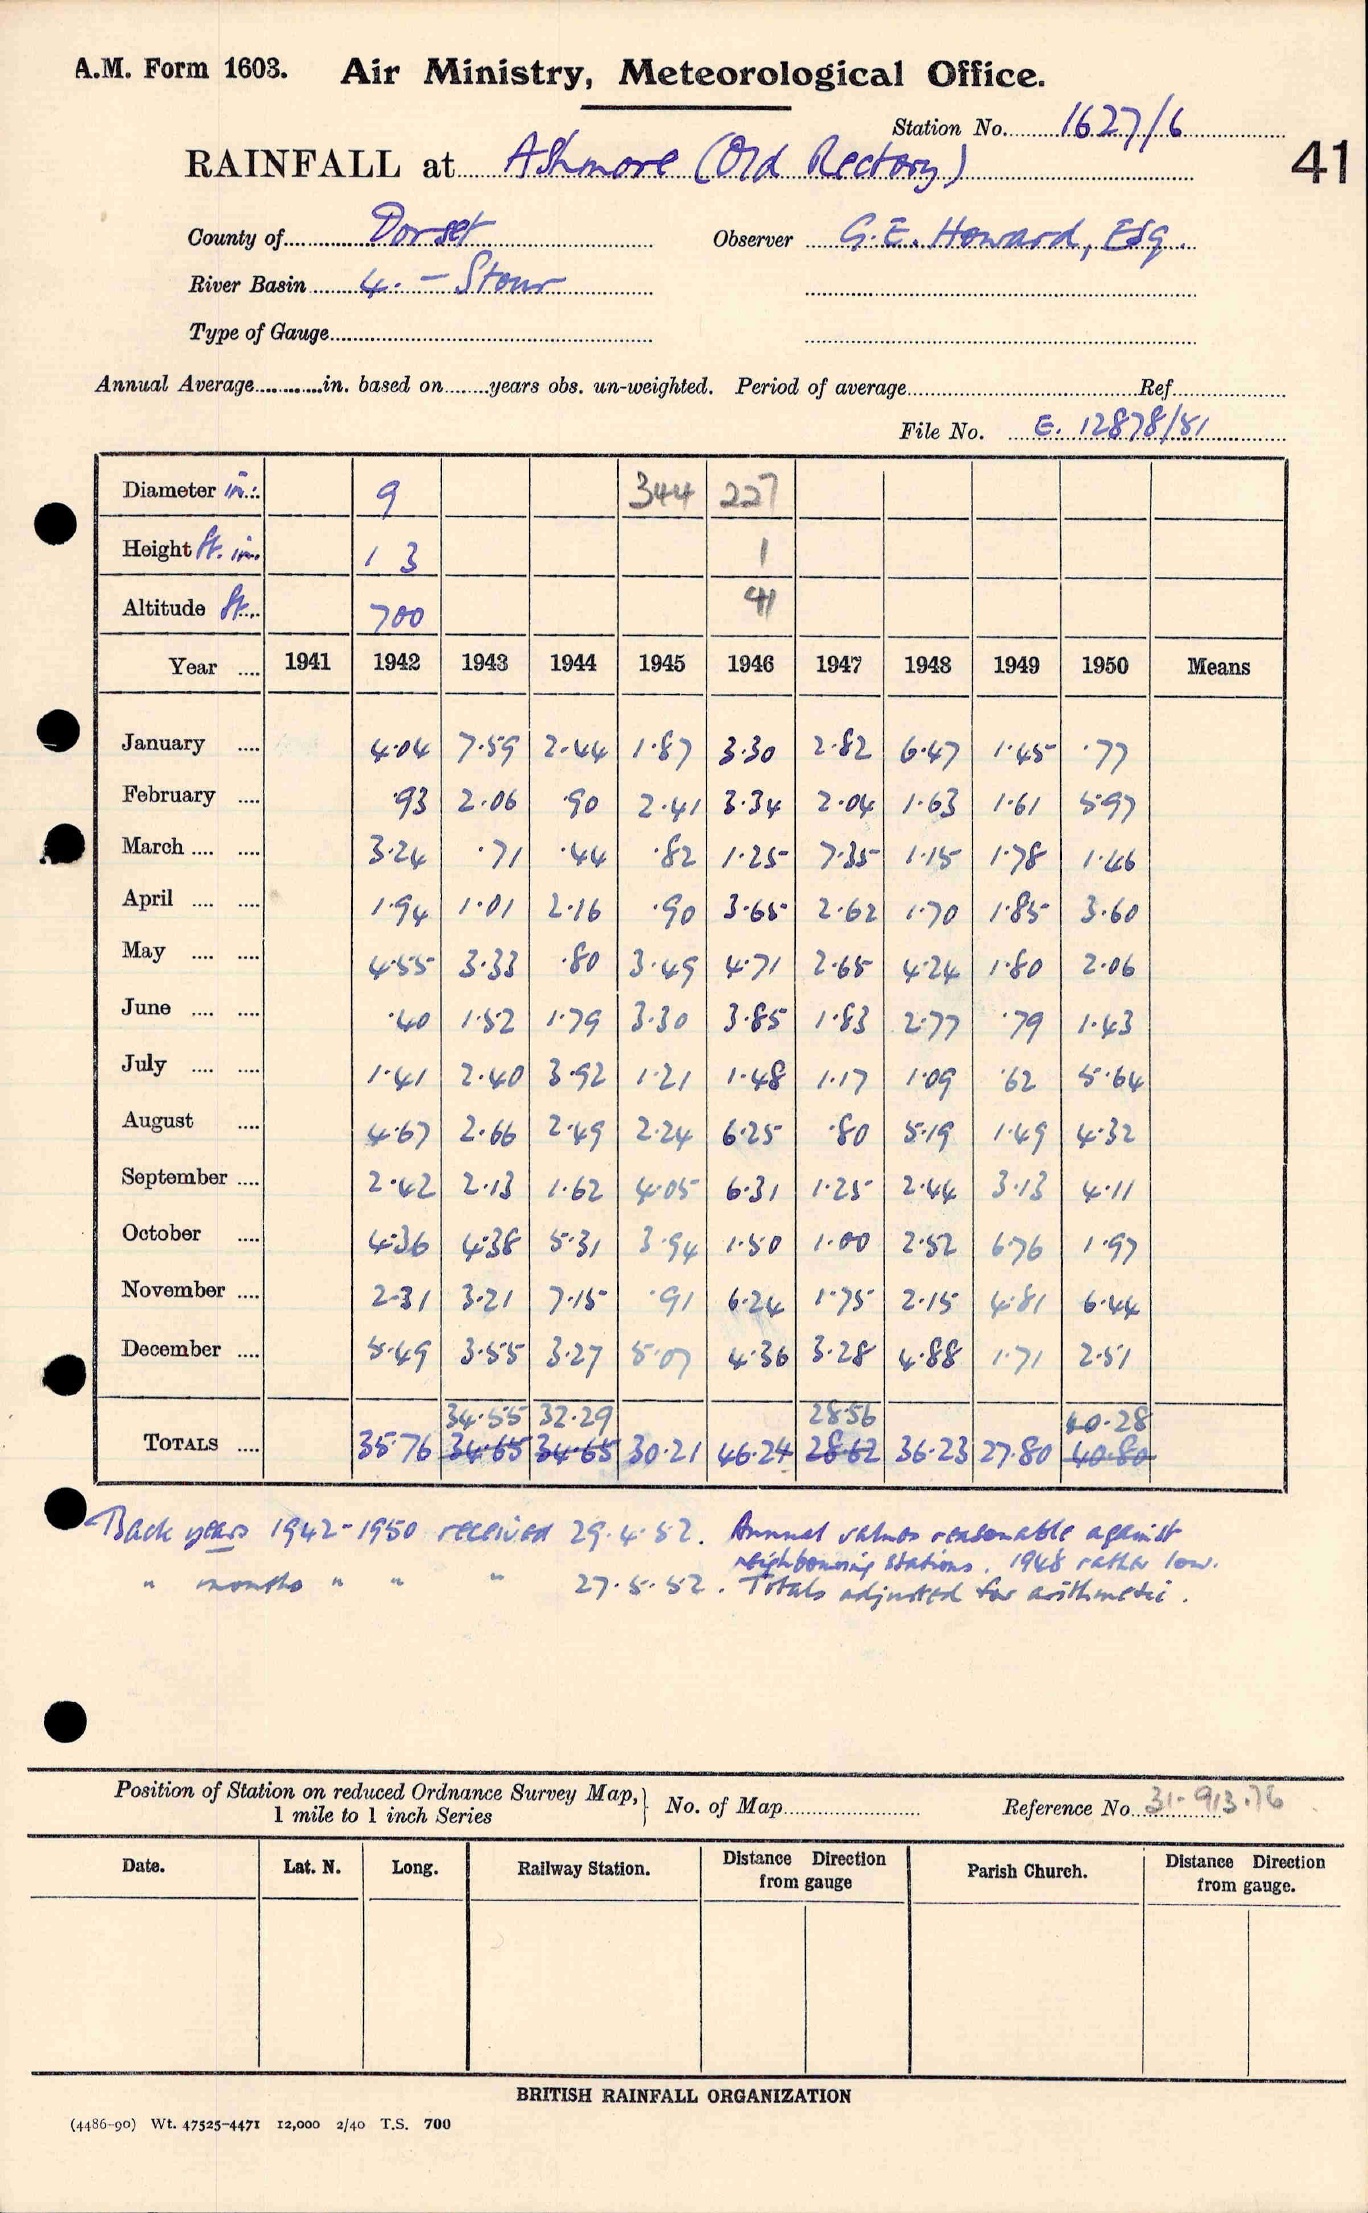 A.M. Form 1603. Air Ministry, Meteorological Office.
Station No. 1627/6
RAINFALL at Ashmore (Old Rectory)
41
County of Dorset Observer G.E. Howard, Esq.
River Basin 4. - Stour
Type of Gauge
Annual Average in. based on years obs. un-weighted. Period of average Ref.
File No. E. 12878/51
Diameter in. 9 344 227
Height ft. in. 1 3 1
Altitude ft. 700 41
Year 1941 1942 1943 1944 1945 1946 1947 1948 1949 1950 Means
January 4.04 7.59 2.44 1.87 3.30 2.82 6.47 1.45 .77
February .93 2.06 .90 2.41 3.34 2.04 1.63 1.61 5.97
March 3.24 .71 .44 .82 1.25 7.35 1.15 1.78 1.46
April 1.94 1.01 2.16 .90 3.65 2.62 1.70 1.85 3.60
May 4.55 3.33 .80 3.49 4.71 2.65 4.24 1.80 2.06
June .40 1.52 1.79 3.30 3.85 1.83 2.77 .79 1.43
July 1.41 2.40 3.92 1.21 1.48 1.17 1.09 .62 5.64
August 4.67 2.66 2.49 2.24 6.25 .80 5.19 1.49 4.32
September 2.42 2.13 1.62 4.05 6.31 1.25 2.44 3.13 4.11
October 4.36 4.38 5.31 3.94 1.50 1.00 2.52 6.76 1.97
November 2.31 3.21 7.15 .91 6.24 1.75 2.15 4.81 6.44
December 5.49 3.55 3.27 5.07 4.36 3.28 4.88 1.71 2.51
34.55 32.29 28.56 40.28
TOTALS 35.76 34.65 34.65 30.21 46.24 28.62 36.23 27.80 40.80
Back years 1942-1950 received 29.4.52. Annual values reasonable against
neighbouring stations. 1948 rather low.
" months " " " 27.5.52. Totals adjusted for arithmetic.
Position of Station on reduced Ordnance Survey Map, 1 mile to 1 inch Series No. of Map Reference No. 31-913.76
Date. Lat. N. Long. Railway Station. Distance Direction from gauge Parish Church. Distance Direction from gauge.
BRITISH RAINFALL ORGANIZATION
(4486-90) Wt. 47525-4471 12,000 2/40 T.S. 700